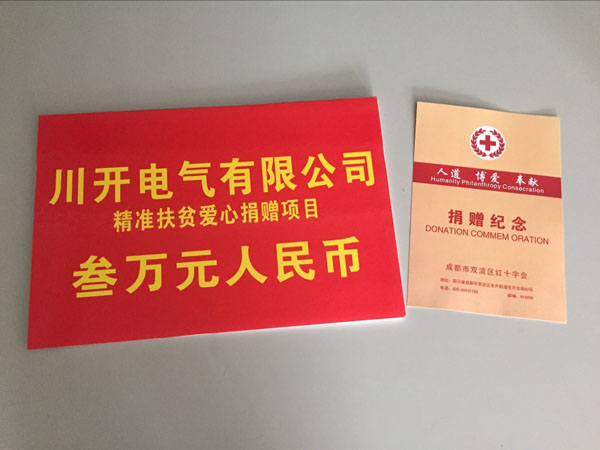 川开电气有限公司
精准扶贫爱心捐赠项目
叁万元人民币
人道 博爱 奉献
Humanity Philanthropy Consecration
捐赠纪念
DONATION COMMEM ORATION
成都市双流区红十字会